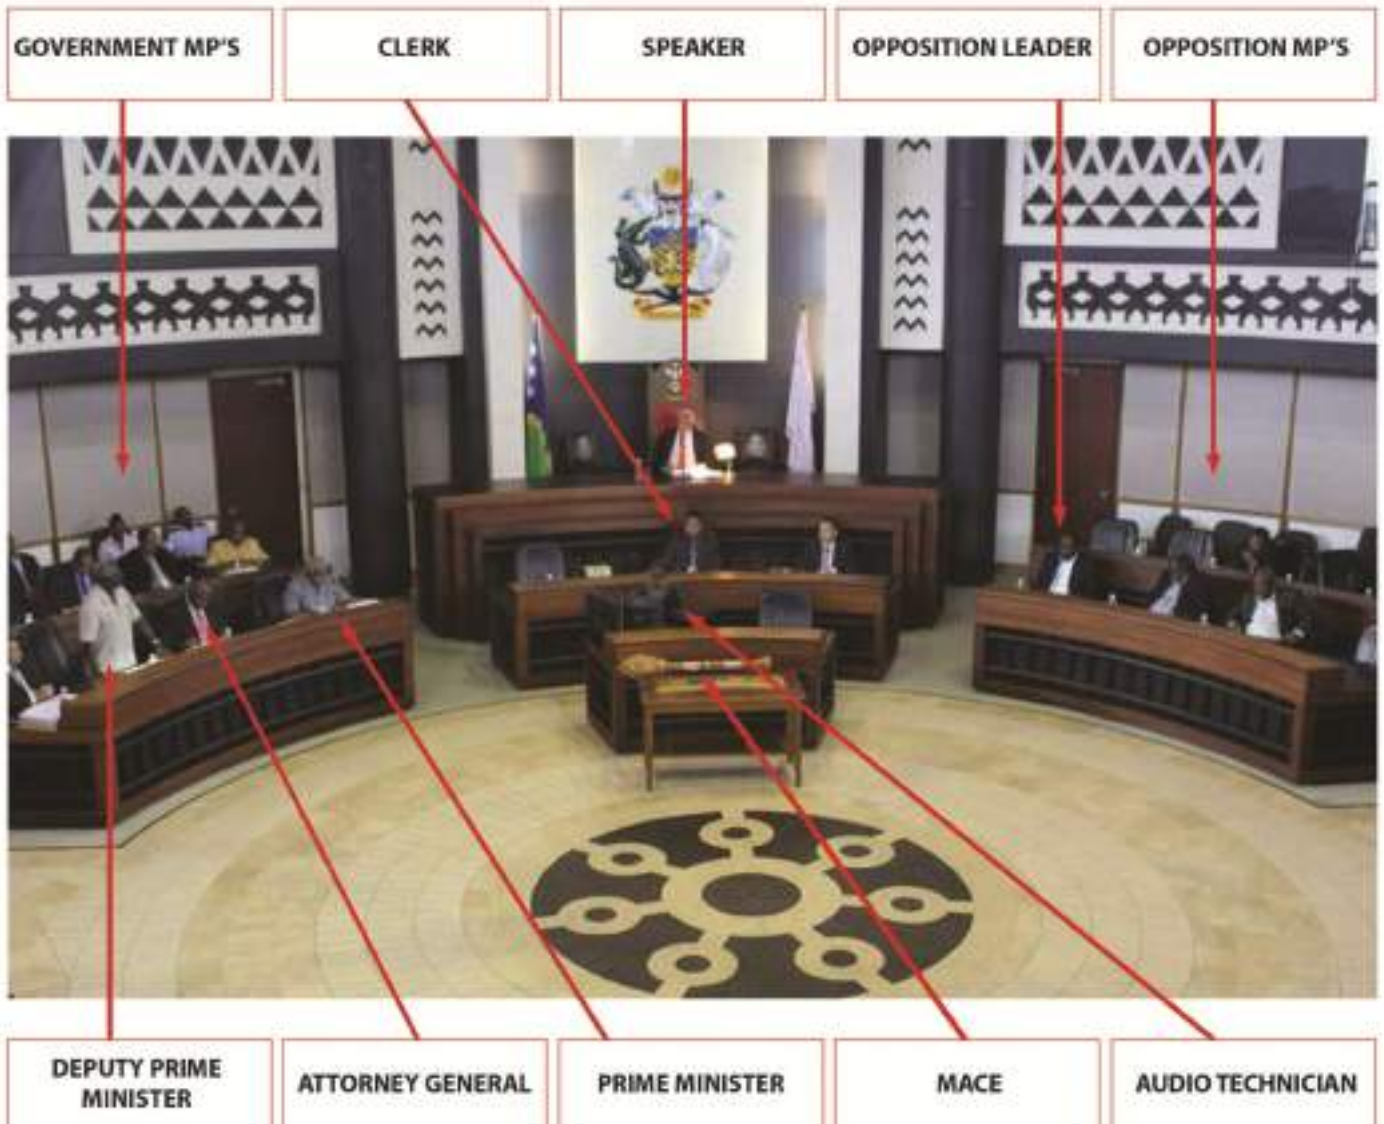 GOVERNMENT MP'S
CLERK
SPEAKER
OPPOSITION LEADER
OPPOSITION MP'S
DEPUTY PRIME
MINISTER
ATTORNEY GENERAL
PRIME MINISTER
MACE
AUDIO TECHNICIAN